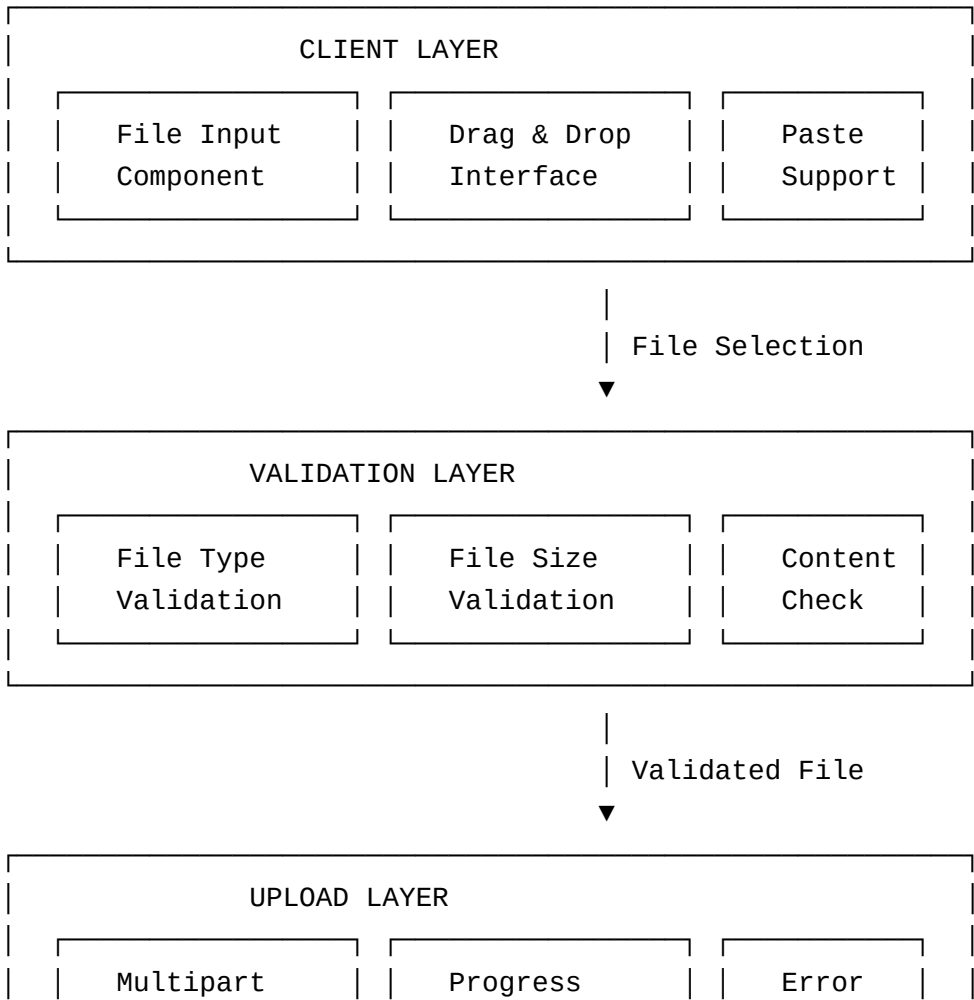 CLIENT LAYER
File Input Drag & Drop Paste
Component Interface Support
File Selection
VALIDATION LAYER
File Type File Size Content
Validation Validation Check
Validated File
UPLOAD LAYER
Multipart Progress Error